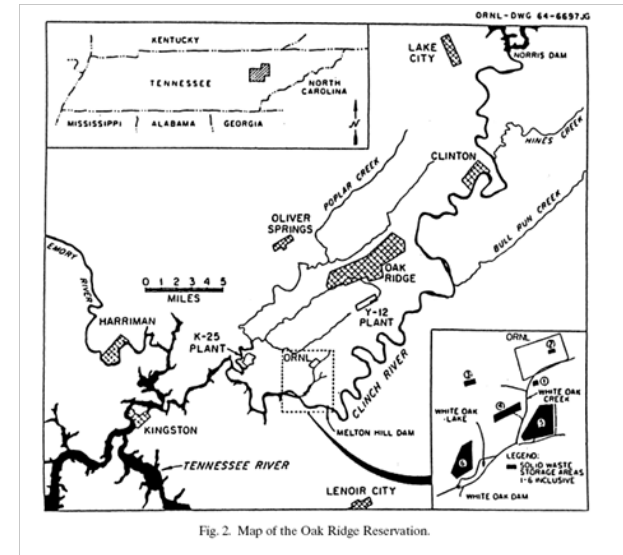 ORNL-DWG 64-6697JG
KENTUCKY
TENNESSEE
NORTH
CAROLINA
MISSISSIPPI
ALABAMA
GEORGIA
N
LAKE
CITY
NORRIS DAM
HINES CREEK
CLINTON
POPLAR CREEK
BULL RUN CREEK
OLIVER
SPRINGS
OAK
RIDGE
EMORY
RIVER
0 1 2 3 4 5
MILES
Y-12
PLANT
HARRIMAN
K-25
PLANT
ORNL
CLINCH RIVER
KINGSTON
MELTON HILL DAM
TENNESSEE RIVER
LENOIR CITY
ORNL
1
WHITE OAK
CREEK
4
WHITE OAK
LAKE
5
6
LEGEND:
SOLID WASTE
STORAGE AREAS
1-6 INCLUSIVE
WHITE OAK DAM
Fig. 2. Map of the Oak Ridge Reservation.